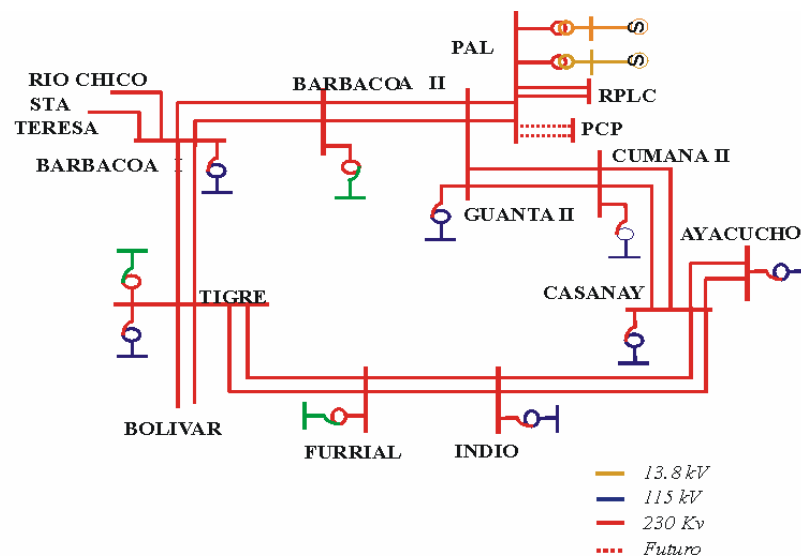 PAL
S
S
RIO CHICO
STA
TERESA
BARBACOA II
RPLC
PCP
BARBACOA I
CUMANA II
GUANTA II
AYACUCHO
TIGRE
CASANAY
BOLIVAR
FURRIAL
INDIO
13.8 kV
115 kV
230 Kv
Futuro